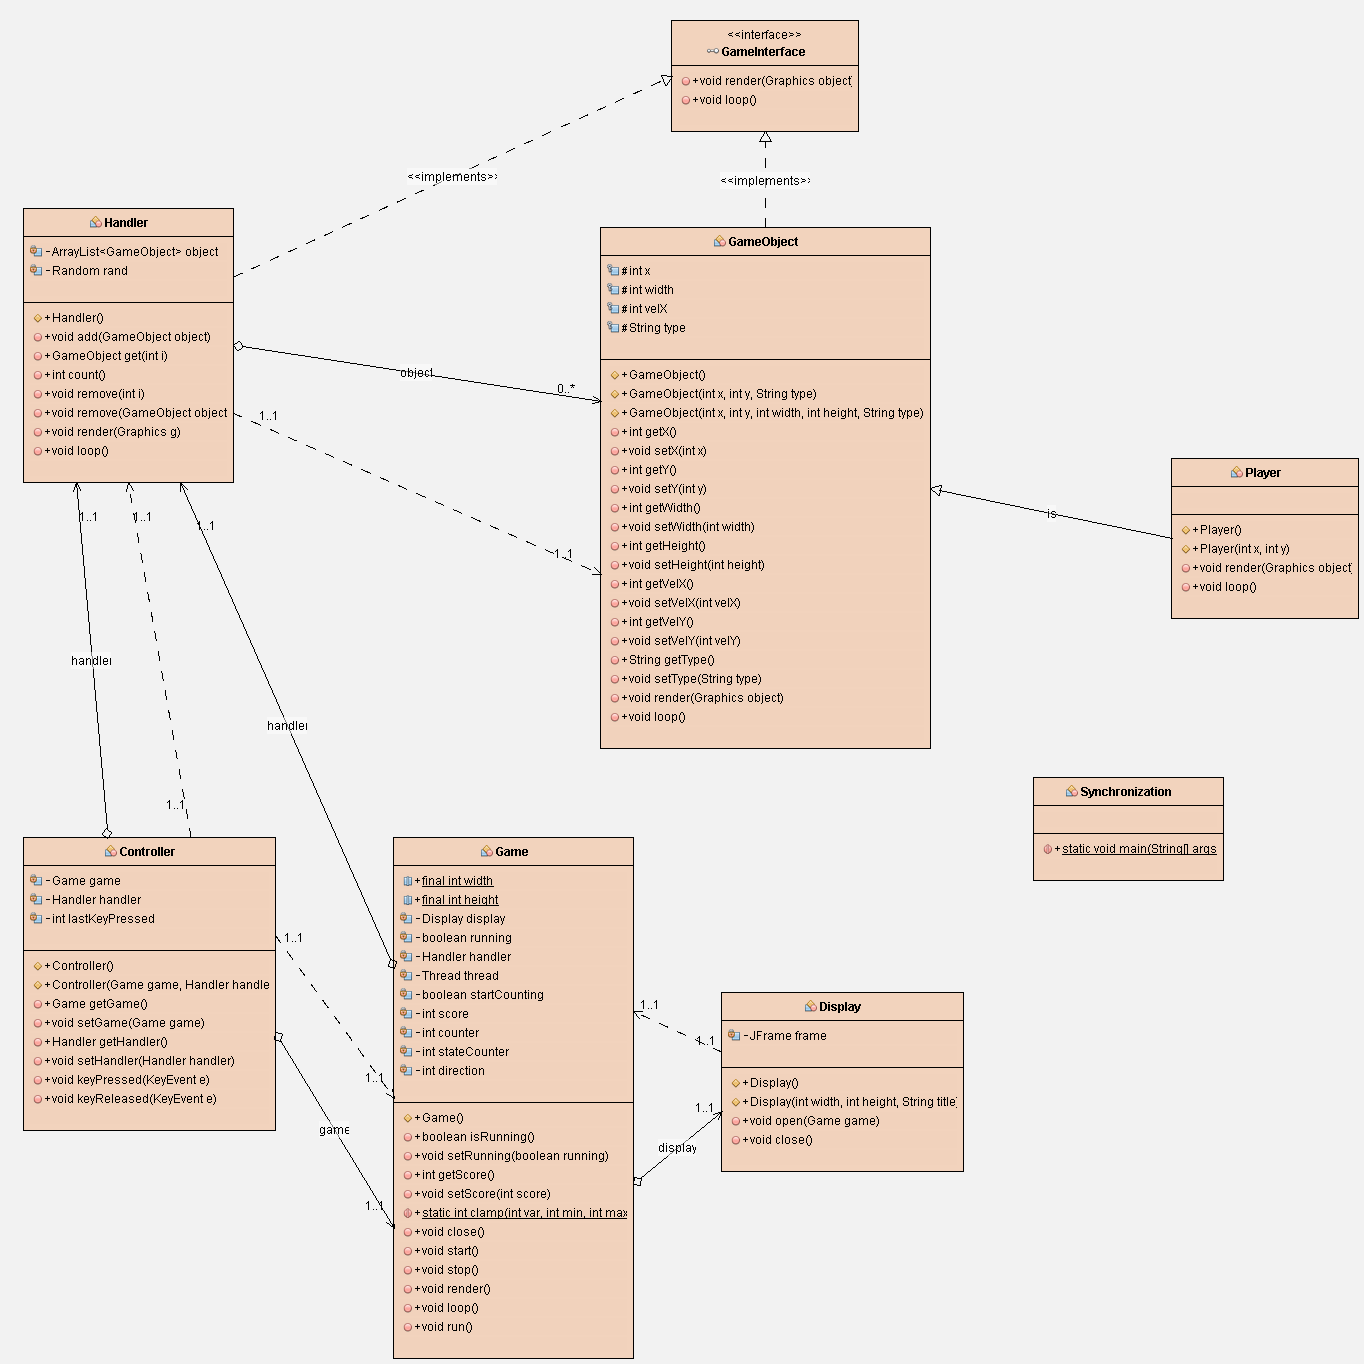 <<interface>>
GameInterface
+void render(Graphics object)
+void loop()
<<implements>>
<<implements>>
Handler
-ArrayList<GameObject> object
-Random rand
+Handler()
+void add(GameObject object)
+GameObject get(int i)
+int count()
+void remove(int i)
+void remove(GameObject object
+void render(Graphics g)
+void loop()
GameObject
#int x
#int width
#int velX
#String type
+GameObject()
+GameObject(int x, int y, String type)
+GameObject(int x, int y, int width, int height, String type)
+int getX()
+void setX(int x)
+int getY()
+void setY(int y)
+int getWidth()
+void setWidth(int width)
+int getHeight()
+void setHeight(int height)
+int getVelX()
+void setVelX(int velX)
+int getVelY()
+void setVelY(int velY)
+String getType()
+void setType(String type)
+void render(Graphics object)
+void loop()
object
0..*
1..1
1..1
is
Player
+Player()
+Player(int x, int y)
+void render(Graphics object)
+void loop()
1..1
1..1
1..1
handler
handler
1..1
Synchronization
+static void main(String[] args
Controller
-Game game
-Handler handler
-int lastKeyPressed
+Controller()
+Controller(Game game, Handler handle
+Game getGame()
+void setGame(Game game)
+Handler getHandler()
+void setHandler(Handler handler)
+void keyPressed(KeyEvent e)
+void keyReleased(KeyEvent e)
1..1
1..1
game
1..1
Game
+final int width
+final int height
-Display display
-boolean running
-Handler handler
-Thread thread
-boolean startCounting
-int score
-int counter
-int stateCounter
-int direction
+Game()
+boolean isRunning()
+void setRunning(boolean running)
+int getScore()
+void setScore(int score)
+static int clamp(int var, int min, int max
+void close()
+void start()
+void stop()
+void render()
+void loop()
+void run()
1..1
1..1
1..1
display
Display
-JFrame frame
+Display()
+Display(int width, int height, String title)
+void open(Game game)
+void close()